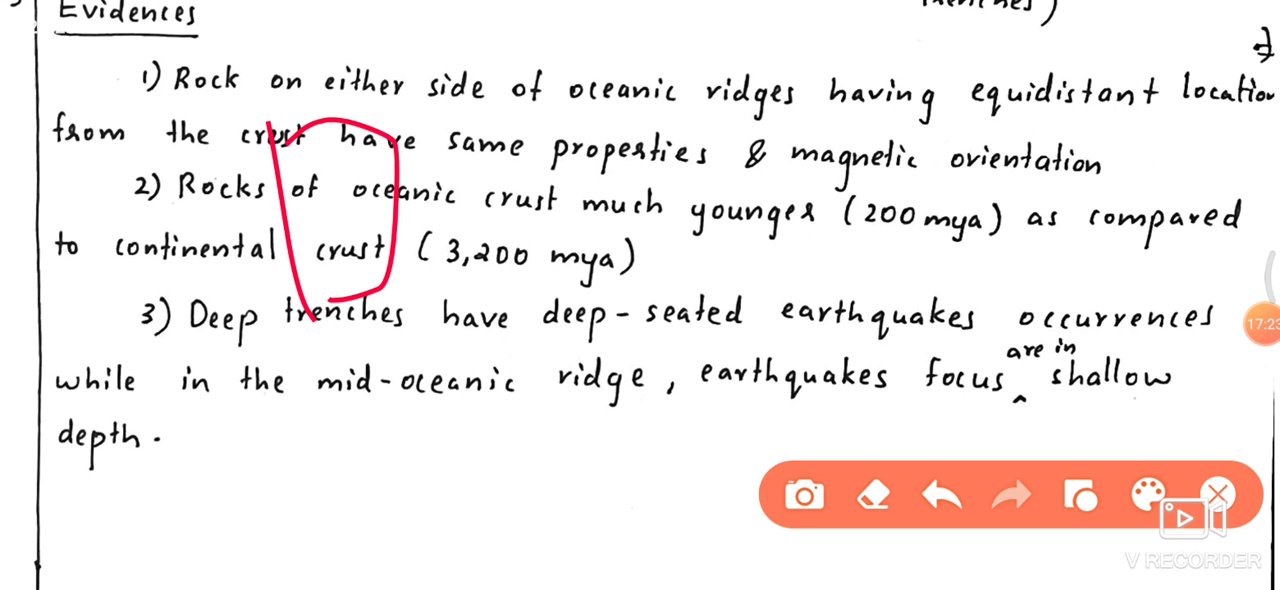 Evidences
1) Rock on either side of oceanic ridges having equidistant location
from the crust have same properties & magnetic orientation
2) Rocks of oceanic crust much younger (200 mya) as compared
to continental crust (3,200 mya)
3) Deep trenches have deep-seated earthquakes occurrences
17:23
are in
while in the mid-oceanic ridge, earthquakes focus ^ shallow
depth.
V RECORDER